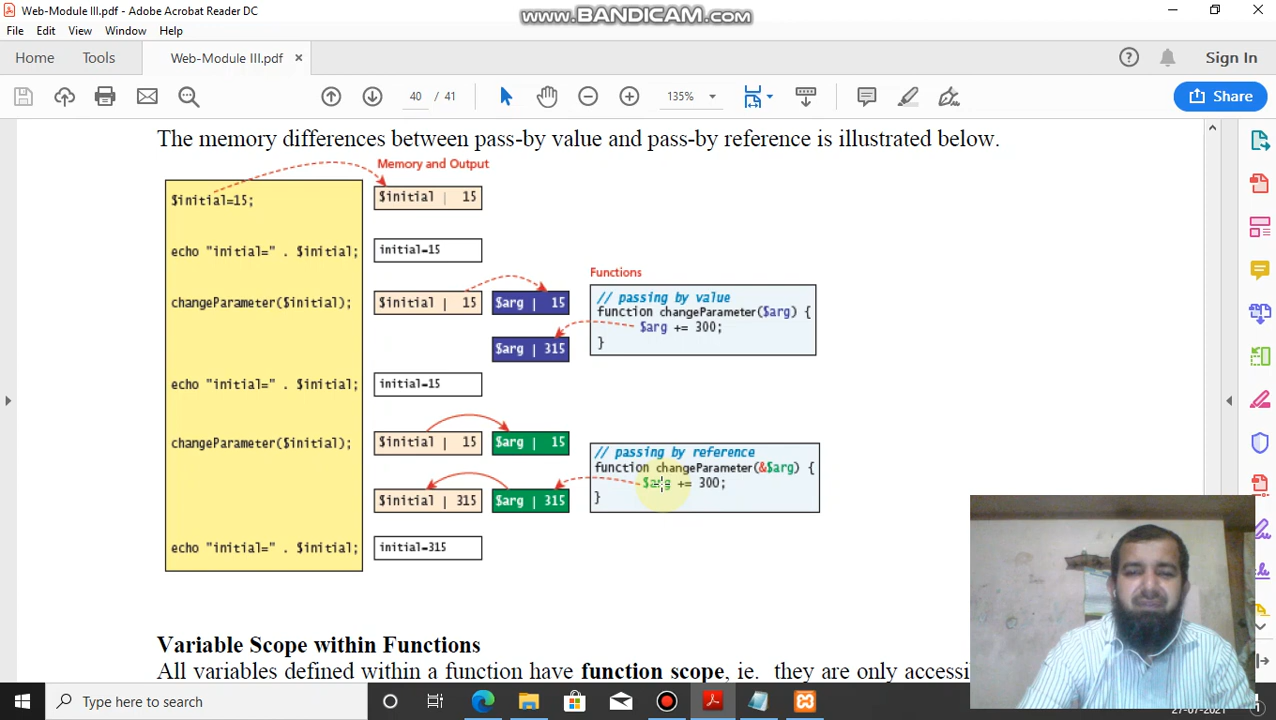 Web-Module III.pdf - Adobe Acrobat Reader DC
www.BANDICAM.com
File Edit View Window Help
Home Tools Web-Module III.pdf × Sign In
40 / 41 135% Share
The memory differences between pass-by value and pass-by reference is illustrated below.
Memory and Output
$initial=15;
$initial | 15
echo "initial=" . $initial;
initial=15
Functions
changeParameter($initial);
$initial | 15
$arg | 15
// passing by value
function changeParameter($arg) {
$arg += 300;
}
$arg | 315
echo "initial=" . $initial;
initial=15
changeParameter($initial);
$initial | 15
$arg | 15
// passing by reference
function changeParameter(&$arg) {
$arg += 300;
}
$initial | 315
$arg | 315
echo "initial=" . $initial;
initial=315
Variable Scope within Functions
All variables defined within a function have function scope, ie. they are only accessi
Type here to search
27-07-2021